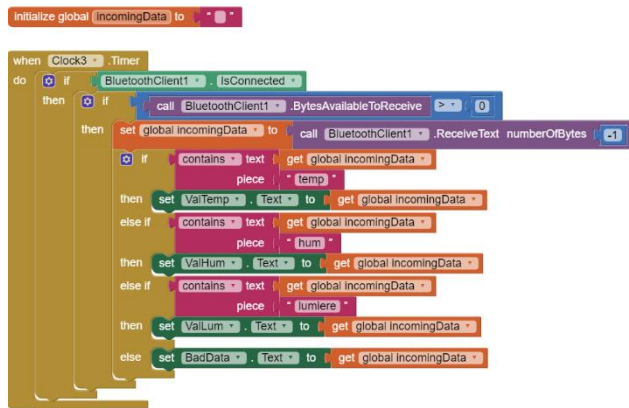 initialize global incomingData to " "
when Clock3 .Timer
do if BluetoothClient1 . IsConnected
then if call BluetoothClient1 .BytesAvailableToReceive > 0
then set global incomingData to call BluetoothClient1 .ReceiveText numberOfBytes -1
if contains text get global incomingData
piece " temp "
then set ValTemp . Text to get global incomingData
else if contains text get global incomingData
piece " hum "
then set ValHum . Text to get global incomingData
else if contains text get global incomingData
piece " lumiere "
then set ValLum . Text to get global incomingData
else set BadData . Text to get global incomingData